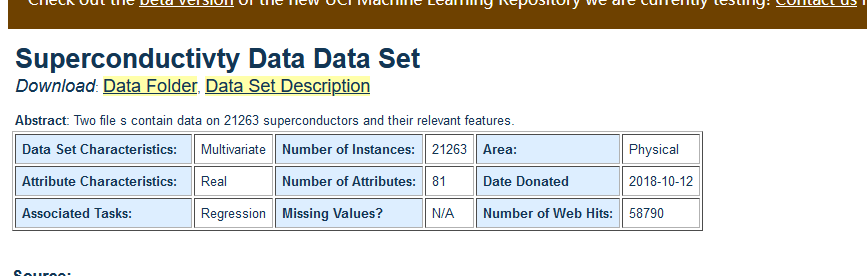 Check out the beta version of the new UCI Machine Learning Repository we are currently testing! Contact us
Superconductivty Data Data Set
Download: Data Folder, Data Set Description
Abstract: Two file s contain data on 21263 superconductors and their relevant features.
Data Set Characteristics: Multivariate Number of Instances: 21263 Area: Physical
Attribute Characteristics: Real Number of Attributes: 81 Date Donated 2018-10-12
Associated Tasks: Regression Missing Values? N/A Number of Web Hits: 58790
Source: